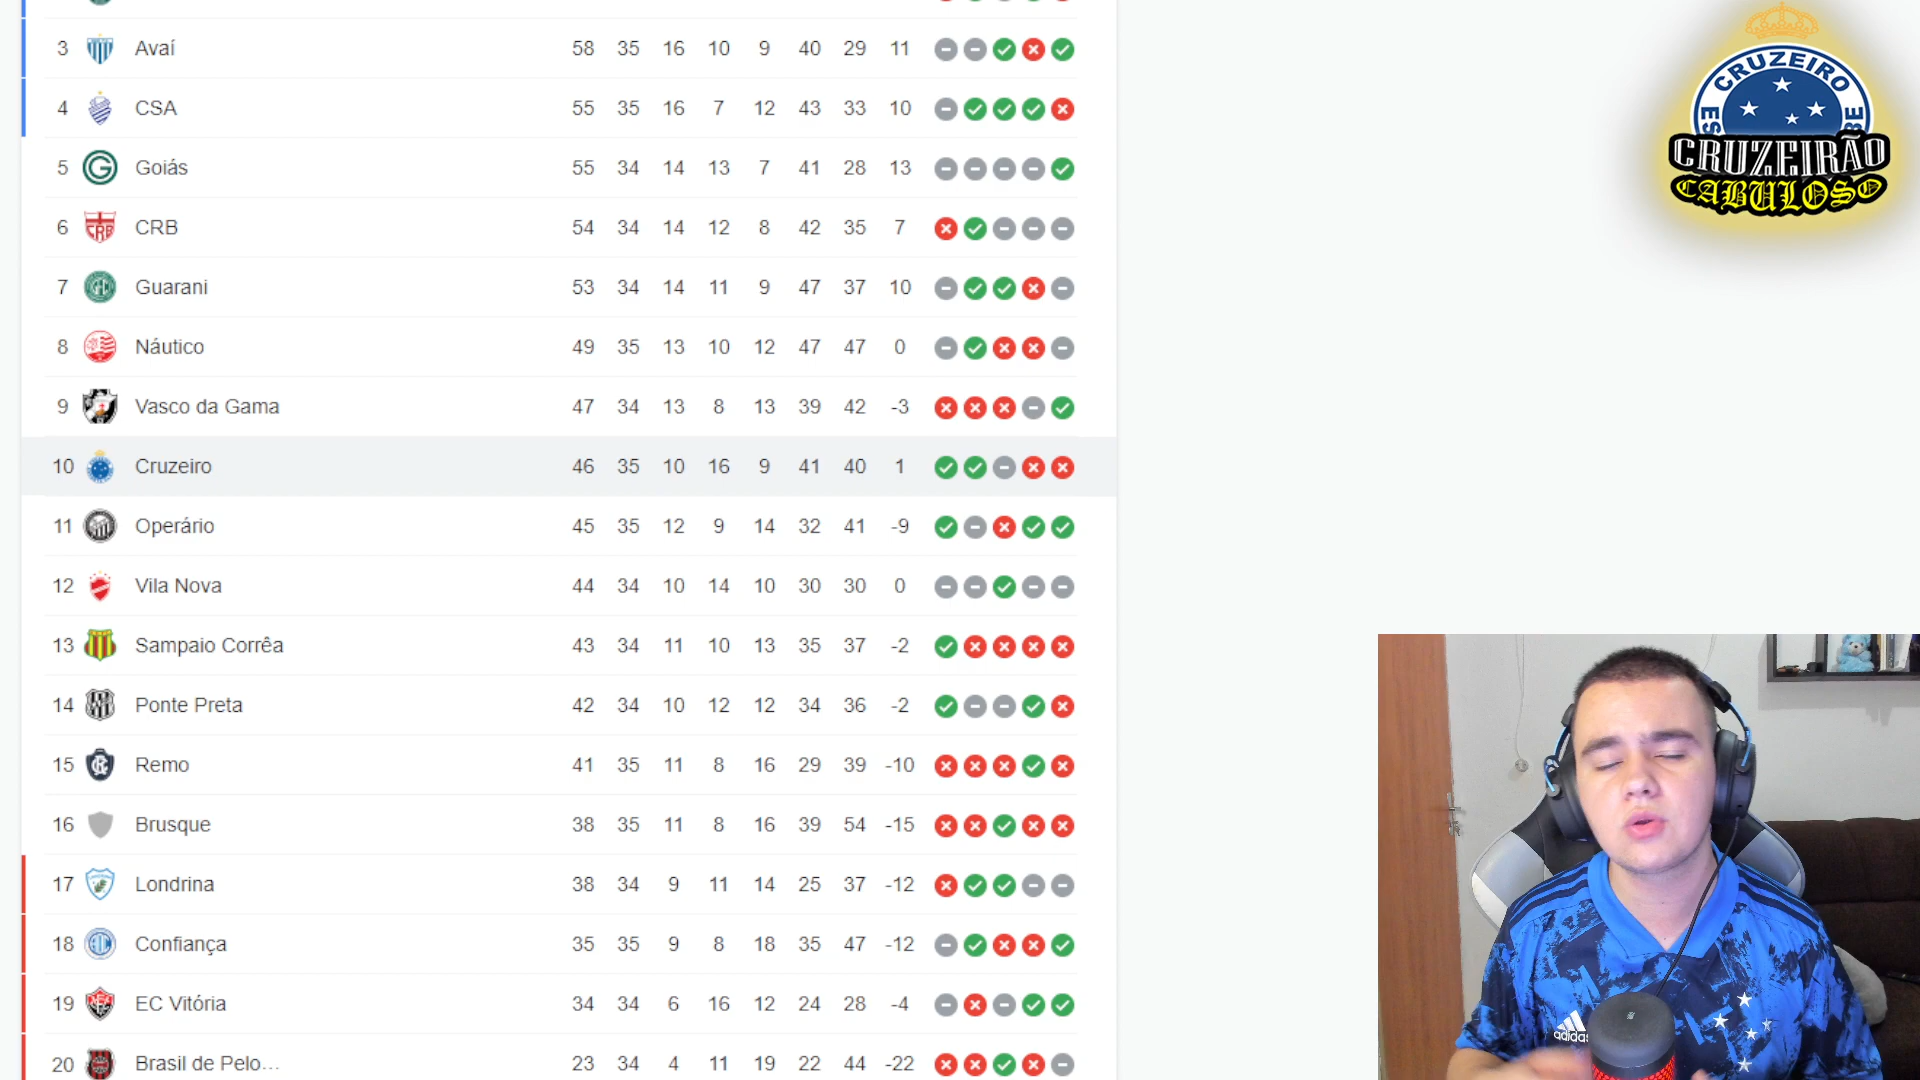 3 Avaí 58 35 16 10 9 40 29 11
4 CSA 55 35 16 7 12 43 33 10
5 Goiás 55 34 14 13 7 41 28 13
6 CRB 54 34 14 12 8 42 35 7
7 Guarani 53 34 14 11 9 47 37 10
8 Náutico 49 35 13 10 12 47 47 0
9 Vasco da Gama 47 34 13 8 13 39 42 -3
10 Cruzeiro 46 35 10 16 9 41 40 1
11 Operário 45 35 12 9 14 32 41 -9
12 Vila Nova 44 34 10 14 10 30 30 0
13 Sampaio Corrêa 43 34 11 10 13 35 37 -2
14 Ponte Preta 42 34 10 12 12 34 36 -2
15 Remo 41 35 11 8 16 29 39 -10
16 Brusque 38 35 11 8 16 39 54 -15
17 Londrina 38 34 9 11 14 25 37 -12
18 Confiança 35 35 9 8 18 35 47 -12
19 EC Vitória 34 34 6 16 12 24 28 -4
20 Brasil de Pelo... 23 34 4 11 19 22 44 -22
CRUZEIRO
ES
BE
CRUZEIRÃO
CABULOSO
adidas